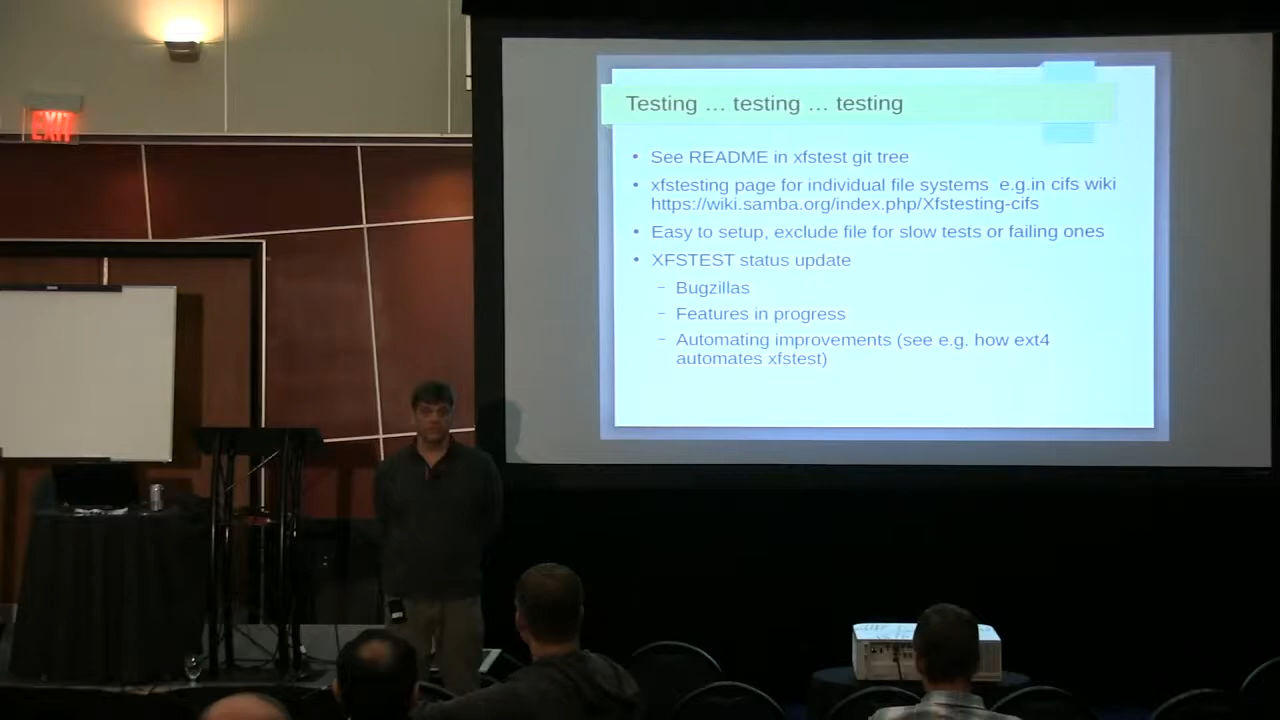 EXIT
Testing … testing … testing
• See README in xfstest git tree
• xfstesting page for individual file systems e.g.in cifs wiki
https://wiki.samba.org/index.php/Xfstesting-cifs
• Easy to setup, exclude file for slow tests or failing ones
• XFSTEST status update
– Bugzillas
– Features in progress
– Automating improvements (see e.g. how ext4
automates xfstest)